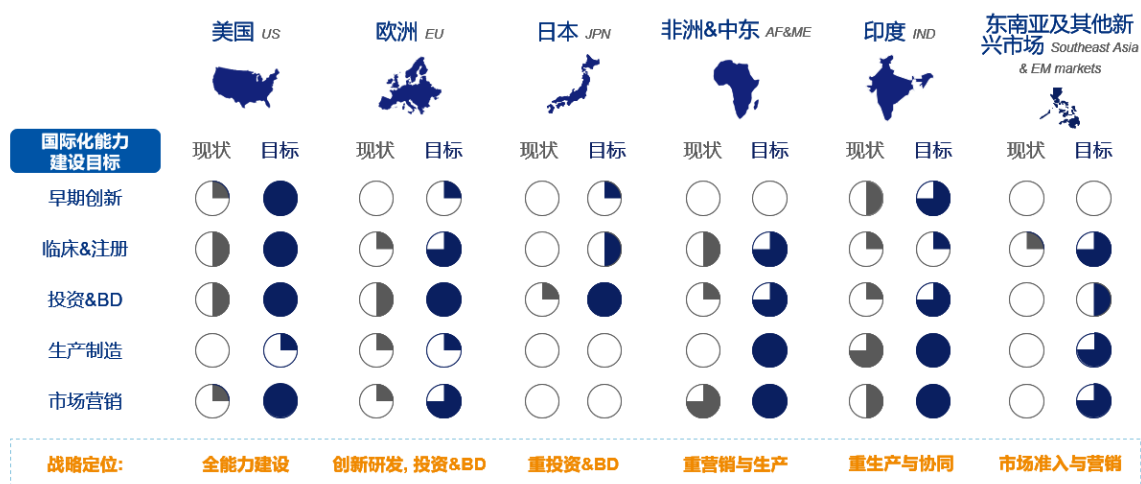 美国 US
欧洲 EU
日本 JPN
非洲&中东 AF&ME
印度 IND
东南亚及其他新
兴市场 Southeast Asia
& EM markets
国际化能力
建设目标
现状 目标 现状 目标 现状 目标 现状 目标 现状 目标 现状 目标
早期创新
临床&注册
投资&BD
生产制造
市场营销
战略定位: 全能力建设 创新研发, 投资&BD 重投资&BD 重营销与生产 重生产与协同 市场准入与营销